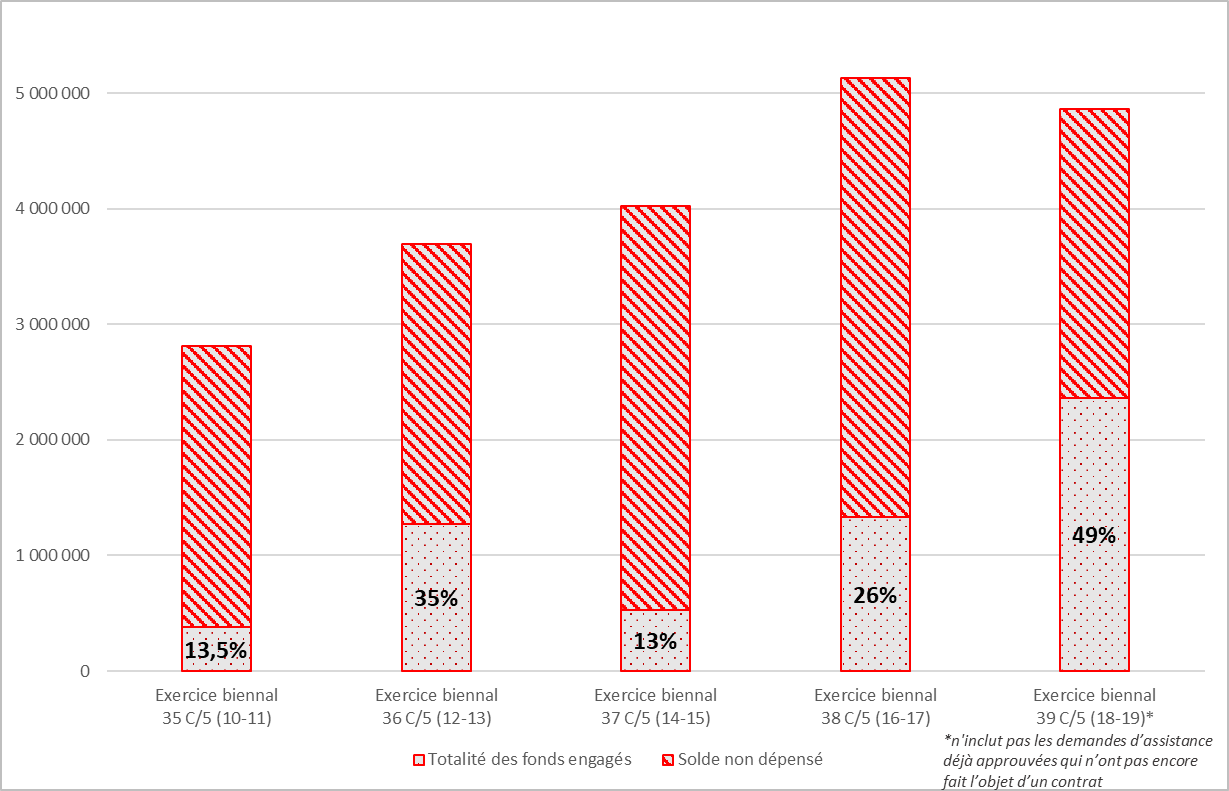 5 000 000
4 000 000
3 000 000
2 000 000
1 000 000
0
13,5%
35%
13%
26%
49%
Exercice biennal
35 C/5 (10-11)
Exercice biennal
36 C/5 (12-13)
Exercice biennal
37 C/5 (14-15)
Exercice biennal
38 C/5 (16-17)
Exercice biennal
39 C/5 (18-19)*
Totalité des fonds engagés
Solde non dépensé
*n'inclut pas les demandes d’assistance
déjà approuvées qui n’ont pas encore
fait l’objet d’un contrat